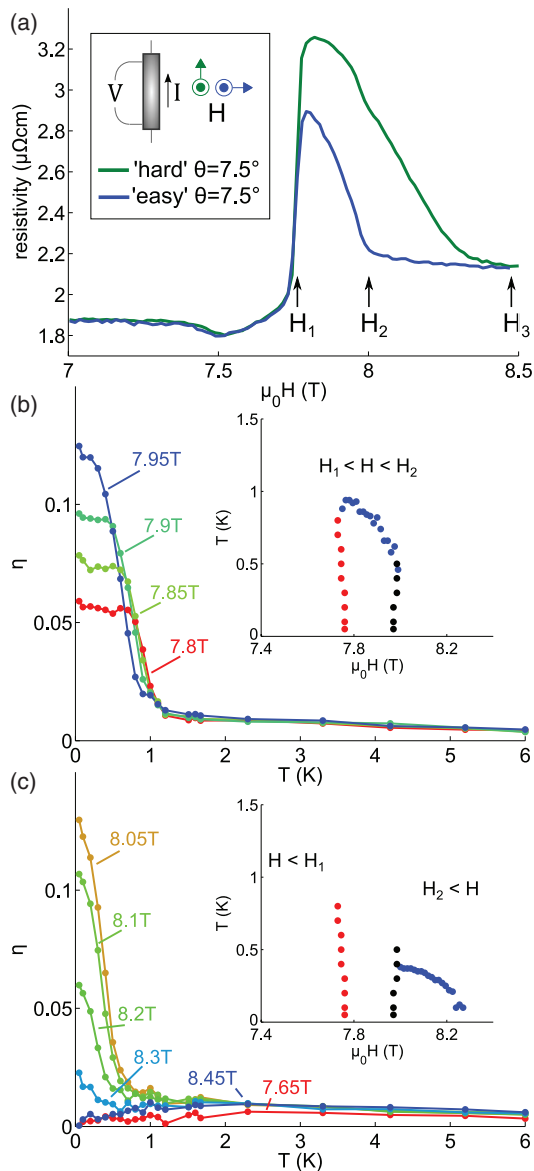 (a)
3.2
3
2.8
2.6
2.4
2.2
2
1.8
resistivity (μΩcm)
V
I
H
'hard' θ=7.5°
'easy' θ=7.5°
H1
H2
H3
7
7.5
8
8.5
μ0H (T)
(b)
0.1
0.05
0
η
7.95T
7.9T
7.85T
7.8T
H1 < H < H2
1.5
1
0.5
0
T (K)
7.4
7.8
8.2
μ0H (T)
0
1
2
3
4
5
6
T (K)
(c)
0.1
0.05
0
η
8.05T
8.1T
8.2T
8.3T
8.45T
7.65T
H < H1
H2 < H
1.5
1
0.5
0
T (K)
7.4
7.8
8.2
μ0H (T)
0
1
2
3
4
5
6
T (K)